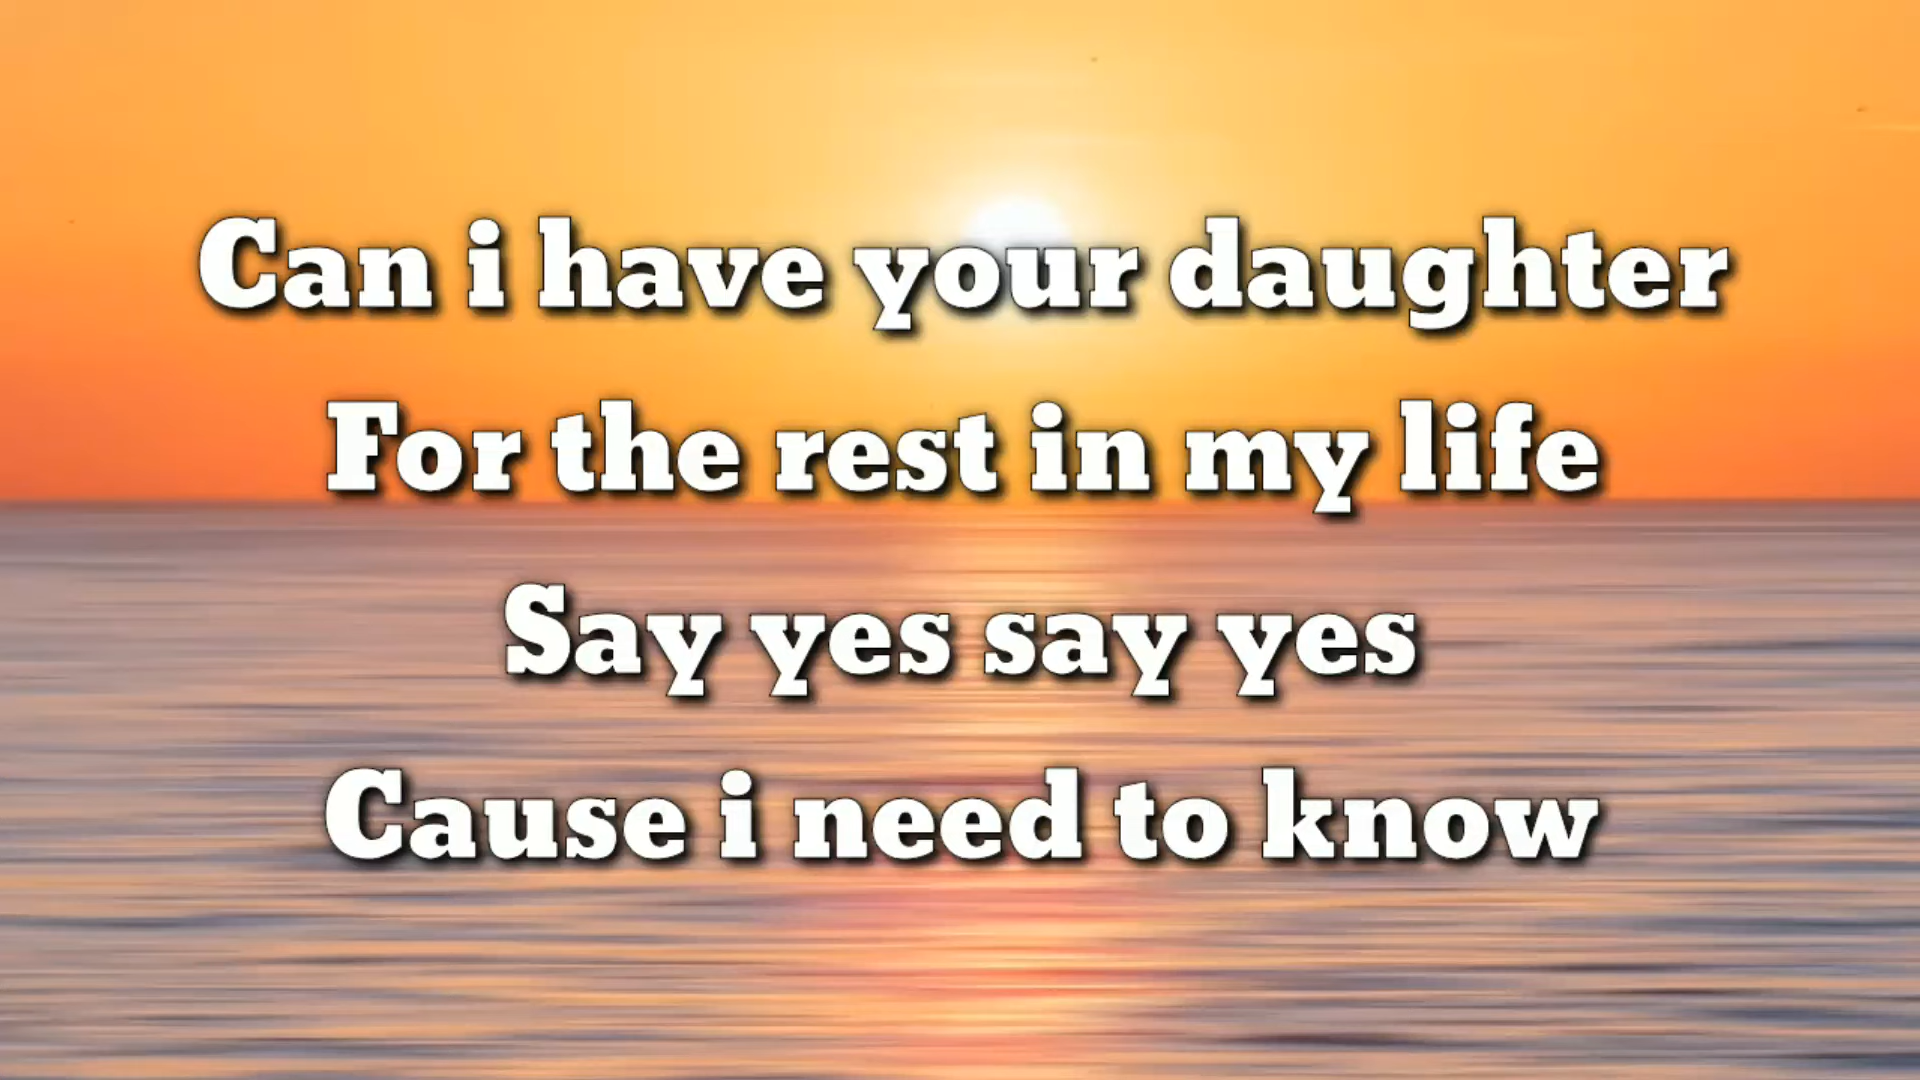 Can i have your daughter
For the rest in my life
Say yes say yes
Cause i need to know